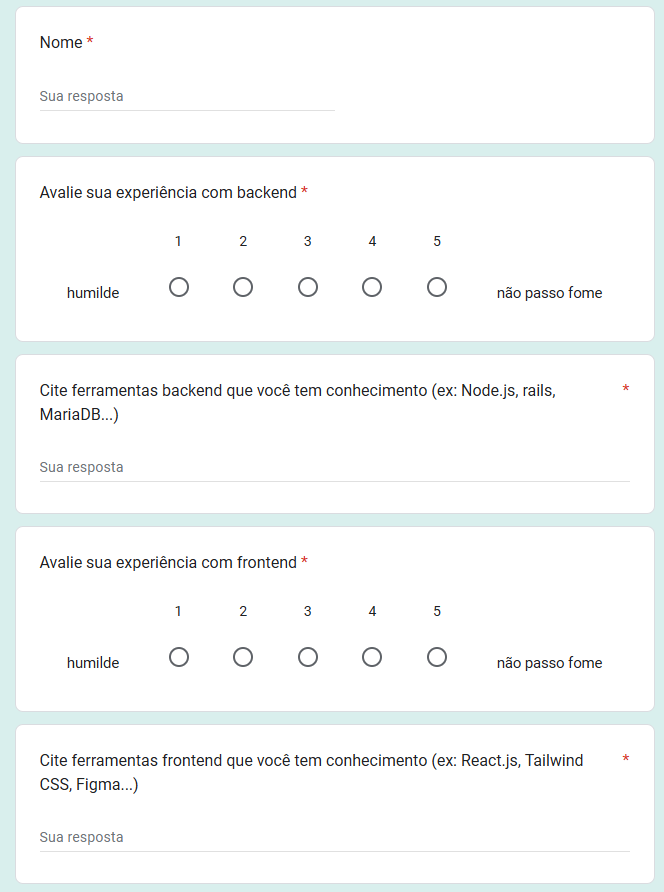 Nome *
Sua resposta
Avalie sua experiência com backend *
1 2 3 4 5
humilde não passo fome
Cite ferramentas backend que você tem conhecimento (ex: Node.js, rails, *
MariaDB...)
Sua resposta
Avalie sua experiência com frontend *
1 2 3 4 5
humilde não passo fome
Cite ferramentas frontend que você tem conhecimento (ex: React.js, Tailwind *
CSS, Figma...)
Sua resposta